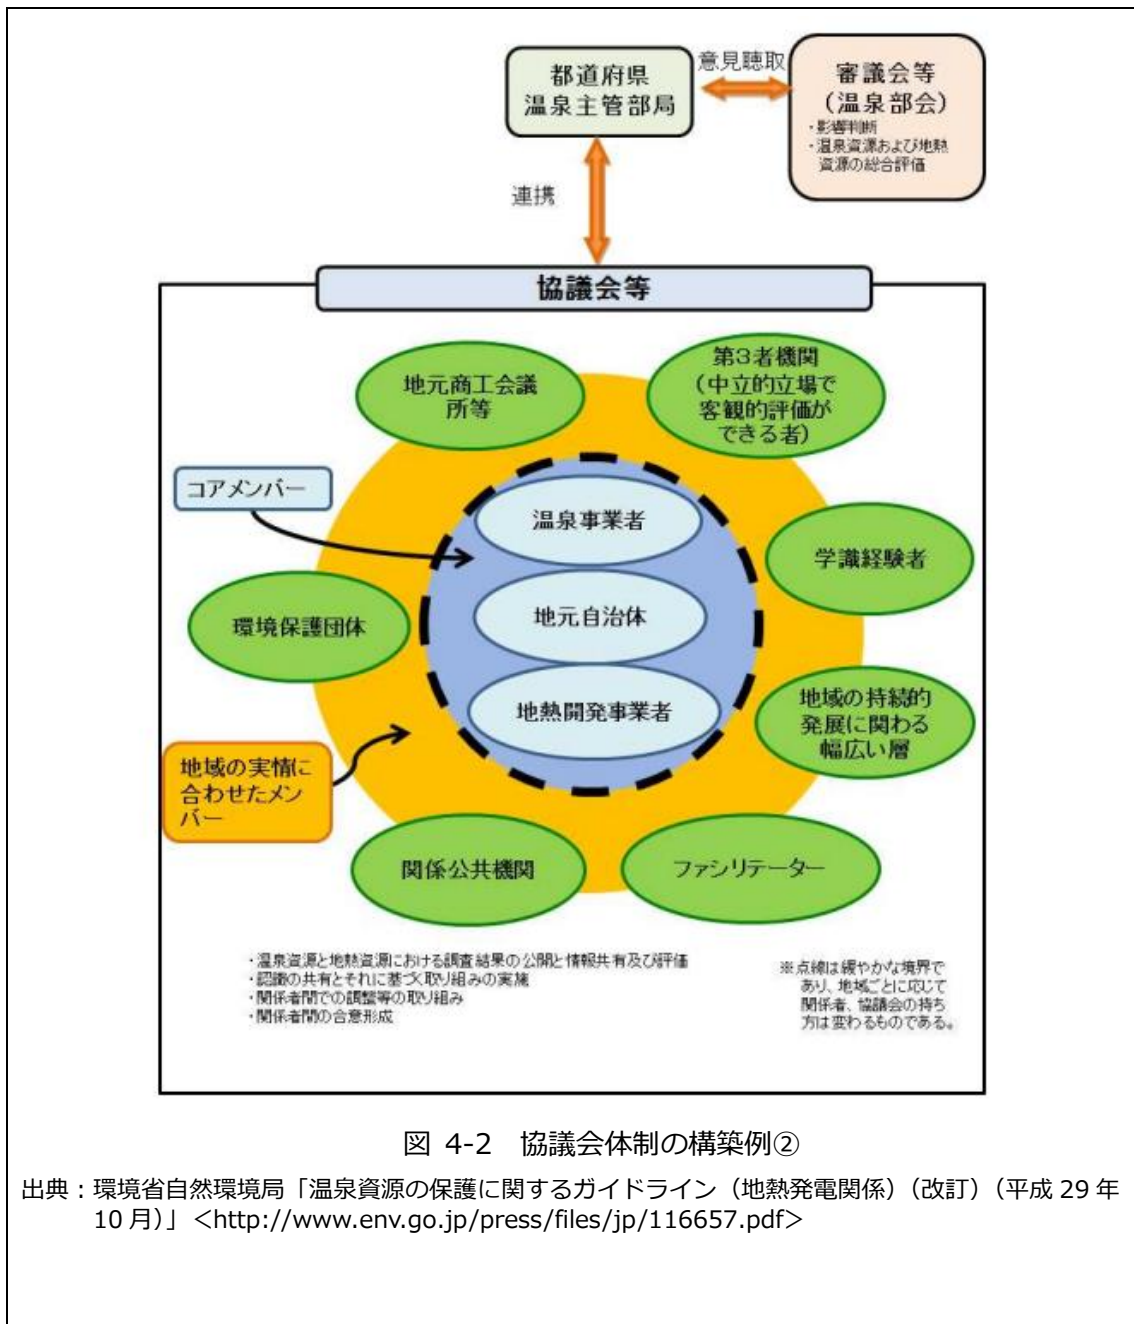 都道府県
温泉主管部局
意見聴取
審議会等
(温泉部会)
・影響判断
・温泉資源および地熱
資源の総合評価
連携
協議会等
地元商工会議
所等
第3者機関
(中立的立場で
客観的評価が
できる者)
コアメンバー
温泉事業者
学識経験者
地元自治体
環境保護団体
地熱開発事業者
地域の持続的
発展に関わる
幅広い層
地域の実情に
合わせたメン
バー
関係公共機関
ファシリテーター
・温泉資源と地熱資源における調査結果の公開と情報共有及び評価
・認識の共有とそれに基づく取り組みの実施
・関係者間での調整等の取り組み
・関係者間の合意形成
※点線は緩やかな境界で
あり、地域ごとに応じて
関係者、協議会の持ち
方は変わるものである。
図 4-2 協議会体制の構築例②
出典:環境省自然環境局「温泉資源の保護に関するガイドライン(地熱発電関係)(改訂)(平成 29 年
10 月)」<http://www.env.go.jp/press/files/jp/116657.pdf>